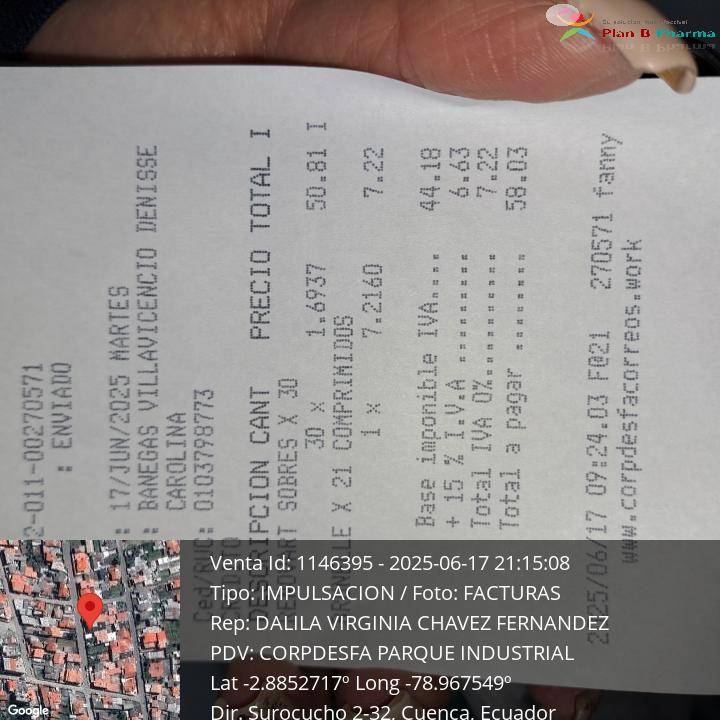 Su solucion más efectiva!
Plan B Pharma
2-011-00270571
: ENVIADO
: 17/JUN/2025 MARTES
: BANEGAS VILLAVICENCIO DENISSE
CAROLINA
Ced/RUC: 0103798773
DESCRIPCION CANT PRECIO TOTAL I
SOBRES X 30
30 x 1.6937 50.81 I
X 21 COMPRIMIDOS
1 x 7.2160 7.22
Base imponible IVA.... 44.18
+ 15 % I.V.A .......... 6.63
Total IVA 0%.......... 7.22
Total a pagar ........ 58.03
2025/06/17 09:24.03 F@21 270571 fanny
www.corpdesfacorreos.work
Venta Id: 1146395 - 2025-06-17 21:15:08
Tipo: IMPULSACION / Foto: FACTURAS
Rep: DALILA VIRGINIA CHAVEZ FERNANDEZ
PDV: CORPDESFA PARQUE INDUSTRIAL
Lat -2.8852717º Long -78.967549º
Dir. Surocucho 2-32, Cuenca, Ecuador
Google